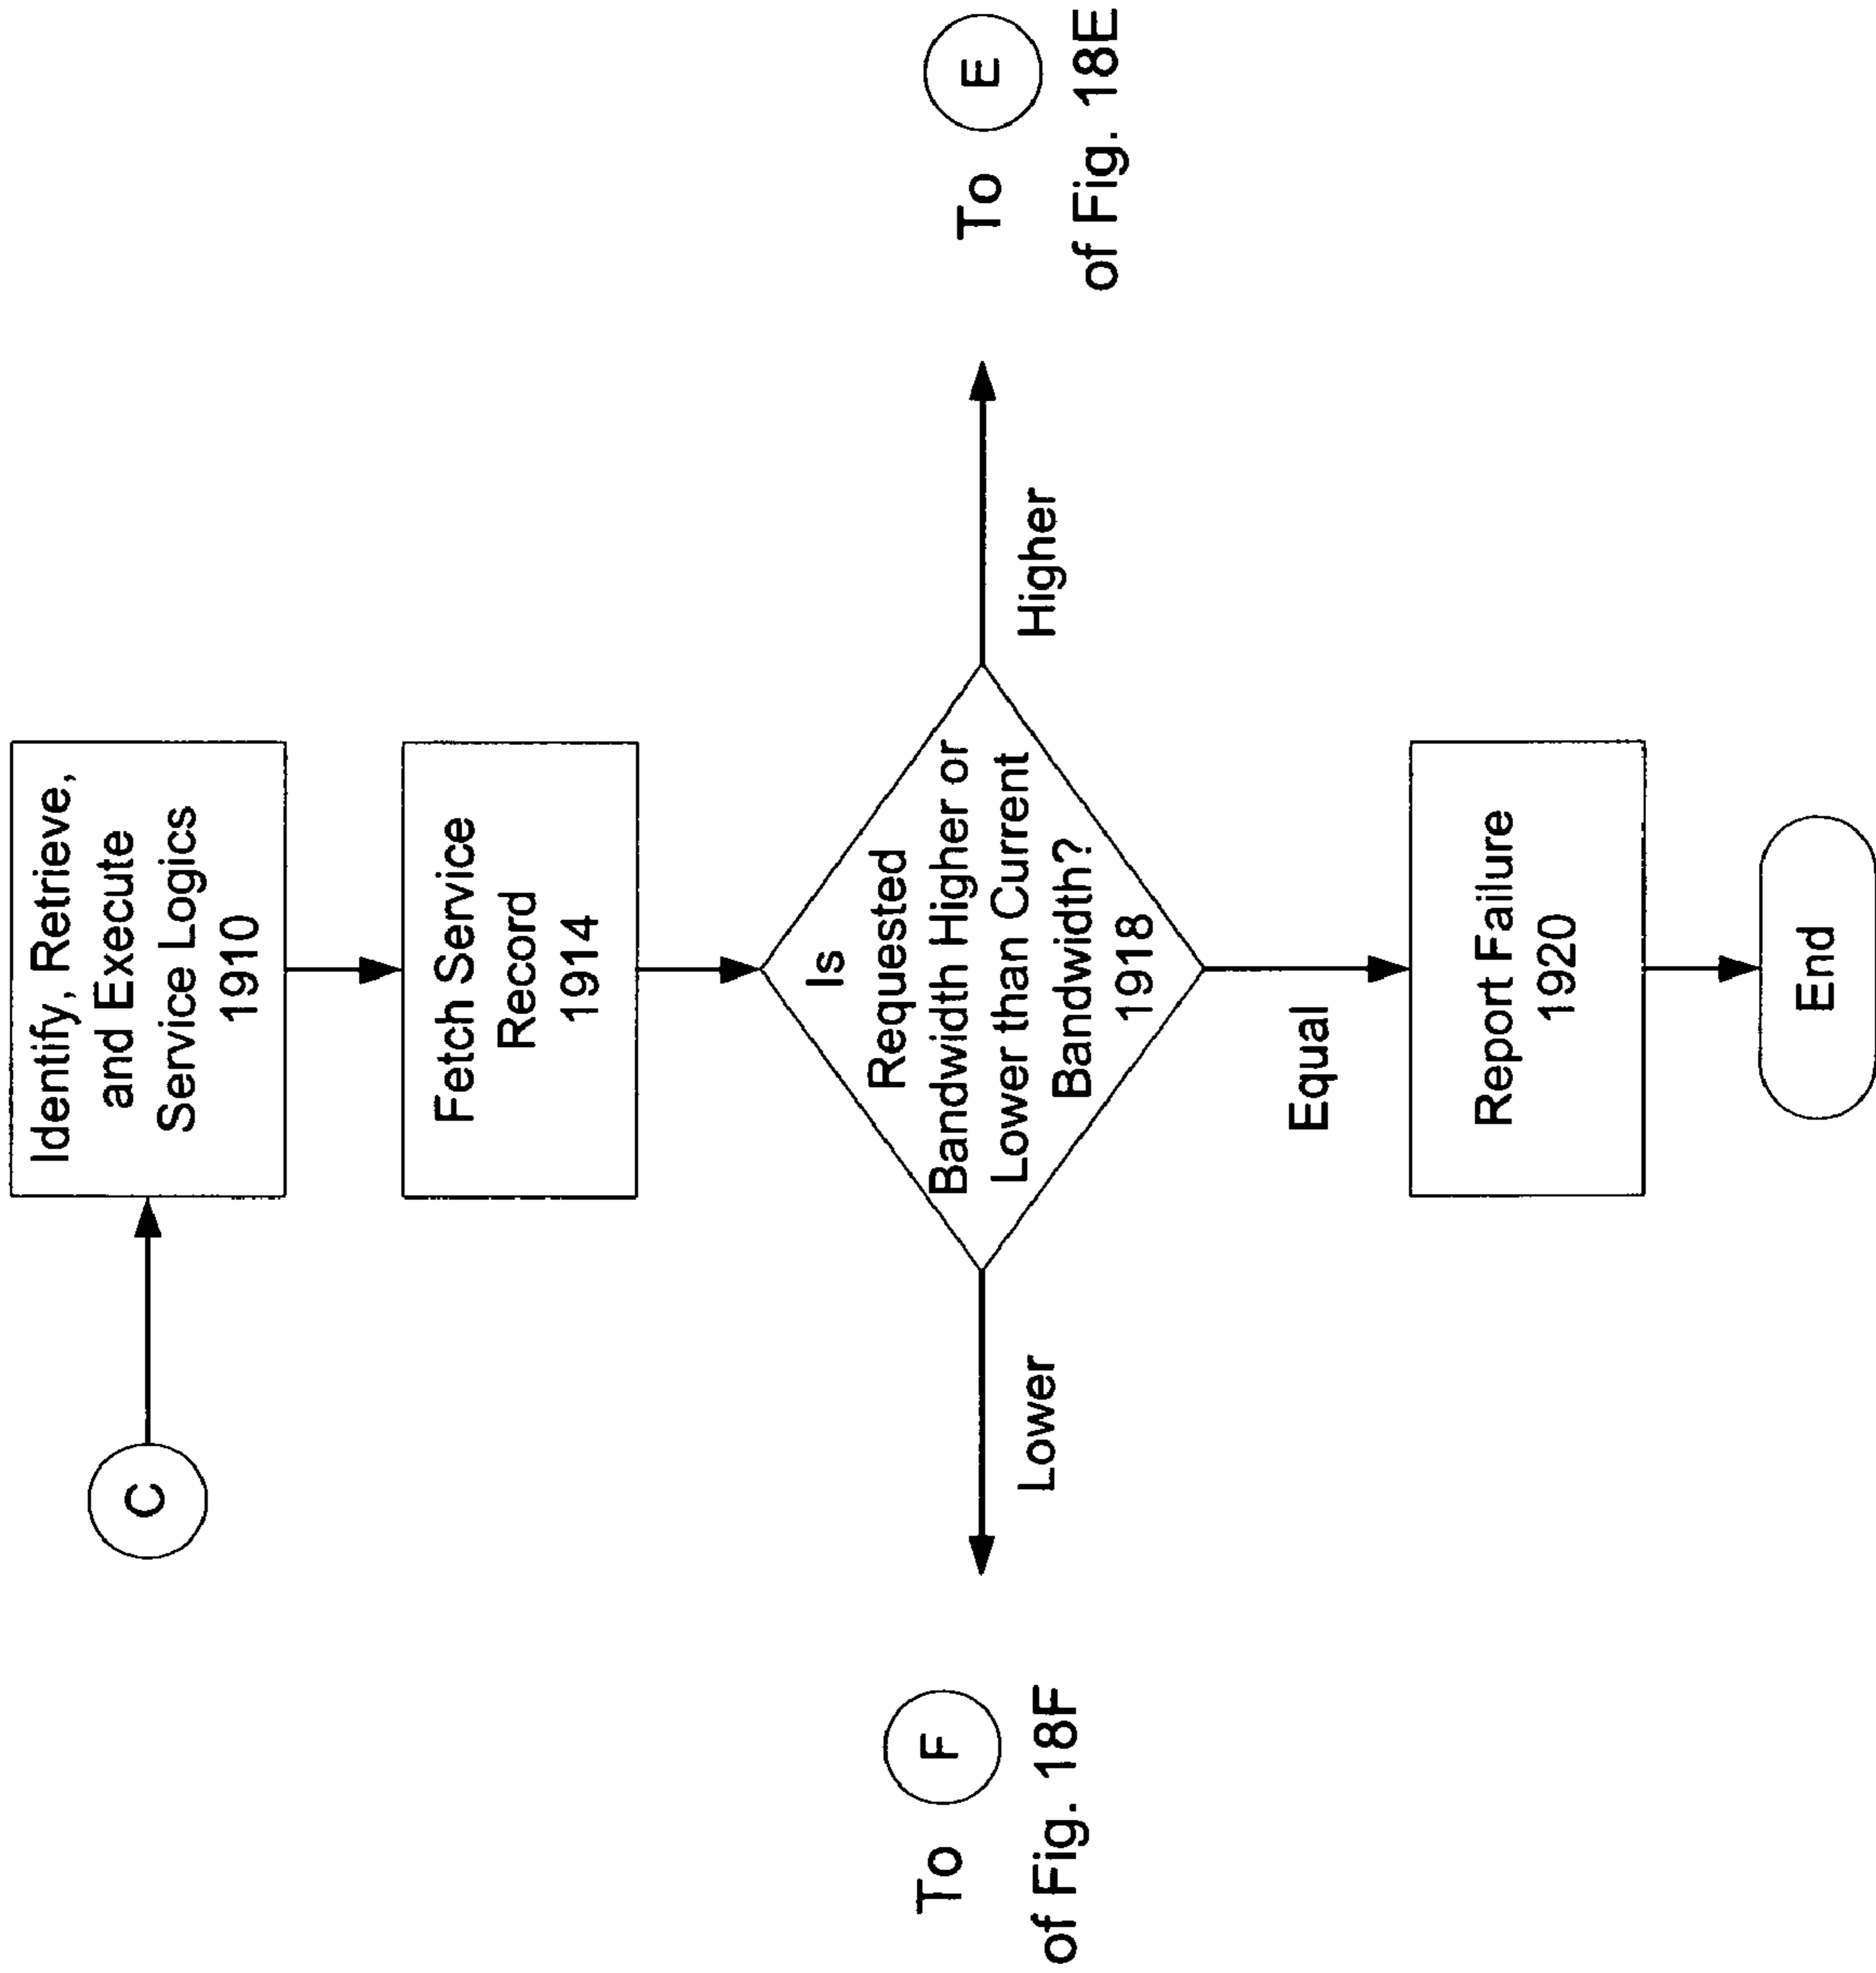 C
Identify, Retrieve,
and Execute
Service Logics
1910
Fetch Service
Record
1914
Is
Requested
Bandwidth Higher or
Lower than Current
Bandwidth?
1918
Lower
To F
of Fig. 18F
Higher
To E
of Fig. 18E
Equal
Report Failure
1920
End